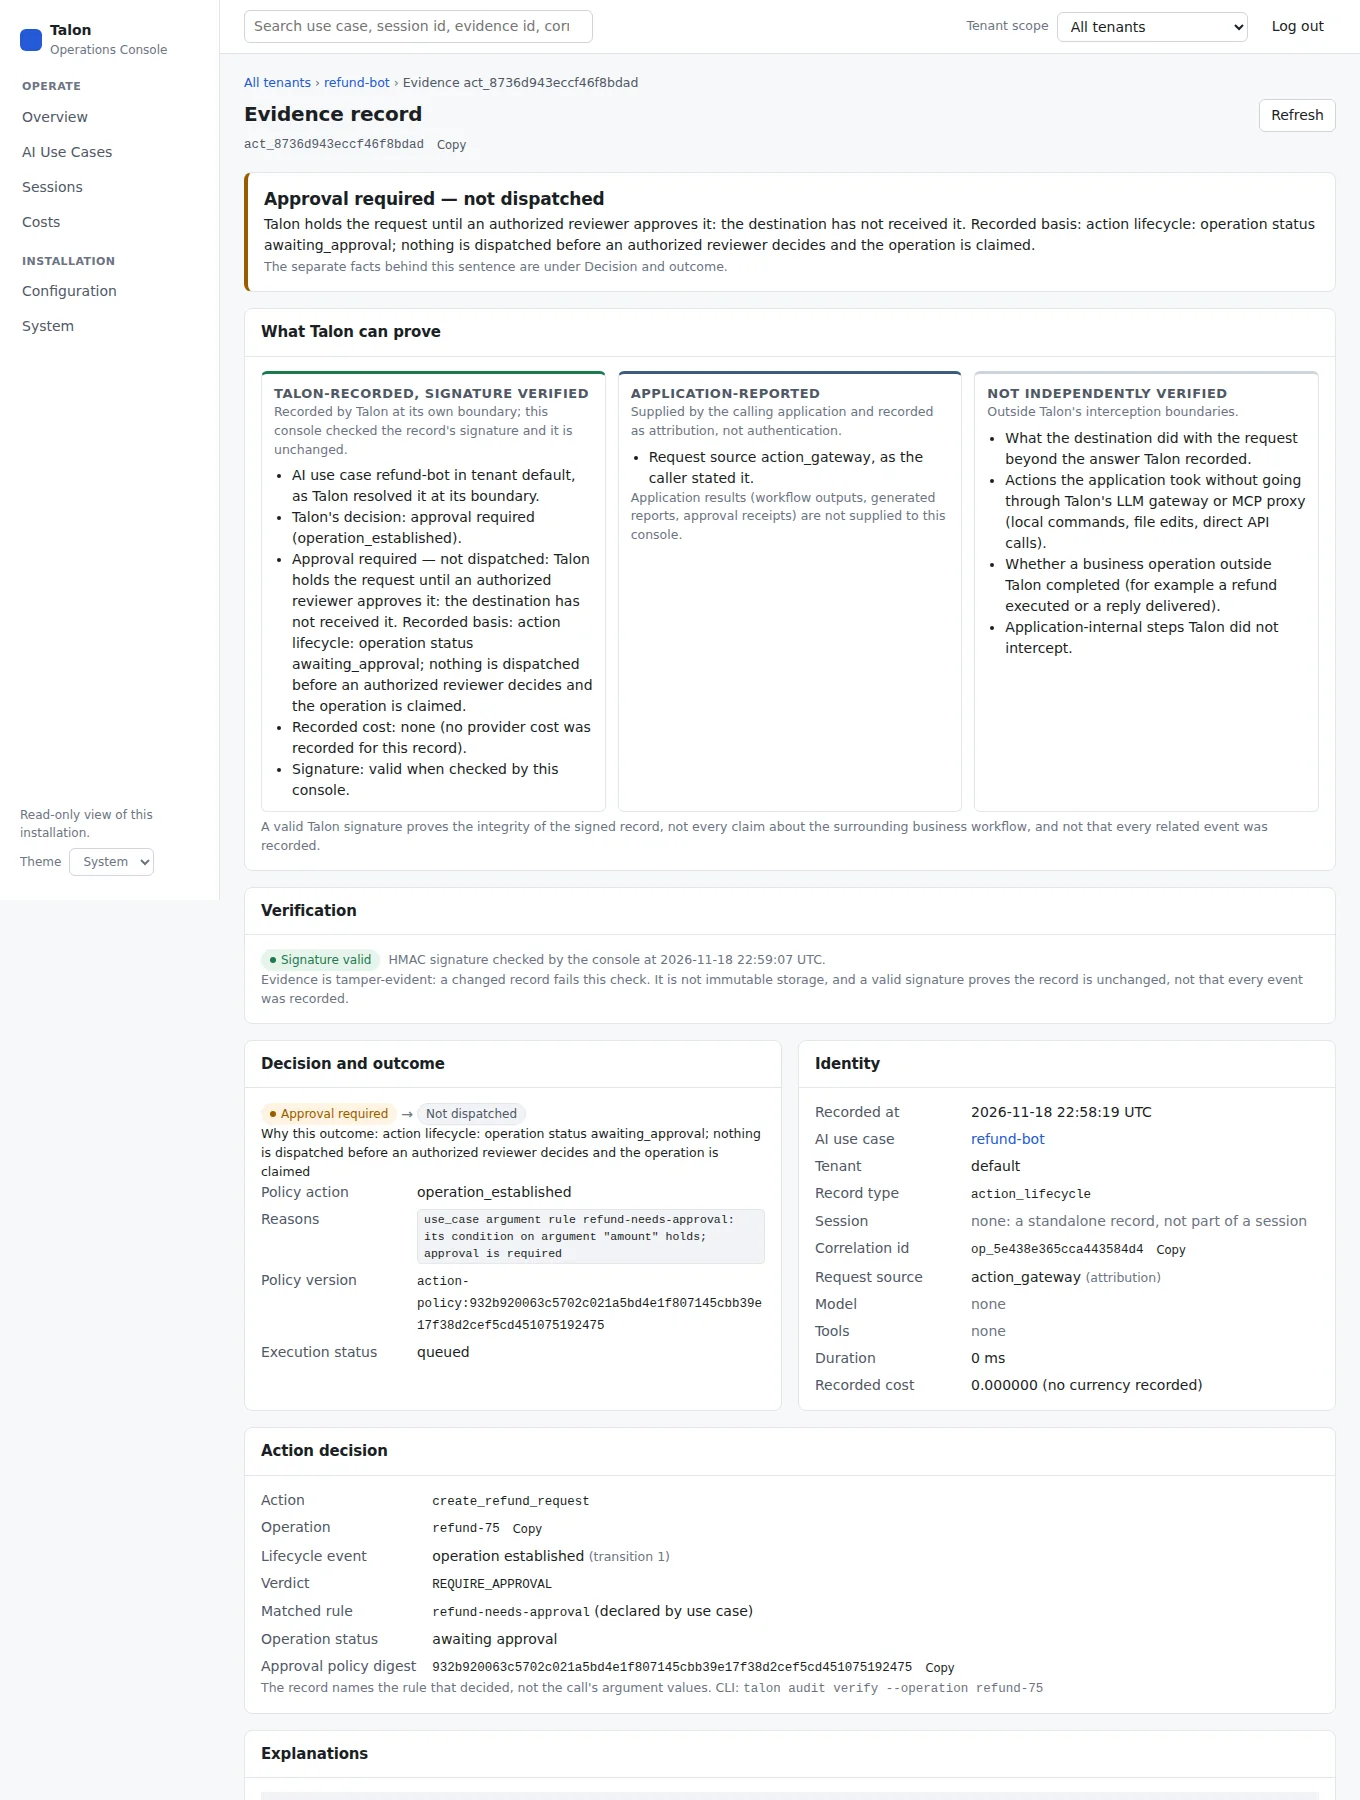 Talon
Operations Console
OPERATE
Overview
AI Use Cases
Sessions
Costs
INSTALLATION
Configuration
System
Read-only view of this
installation.
Theme System
Search use case, session id, evidence id, corr
Tenant scope All tenants Log out
All tenants › refund-bot › Evidence act_8736d943eccf46f8bdad
Evidence record
Refresh
act_8736d943eccf46f8bdad Copy
Approval required — not dispatched
Talon holds the request until an authorized reviewer approves it: the destination has not received it. Recorded basis: action lifecycle: operation status
awaiting_approval; nothing is dispatched before an authorized reviewer decides and the operation is claimed.
The separate facts behind this sentence are under Decision and outcome.
What Talon can prove
TALON-RECORDED, SIGNATURE VERIFIED
Recorded by Talon at its own boundary; this
console checked the record's signature and it is
unchanged.
• AI use case refund-bot in tenant default,
as Talon resolved it at its boundary.
• Talon's decision: approval required
(operation_established).
• Approval required — not dispatched: Talon
holds the request until an authorized
reviewer approves it: the destination has
not received it. Recorded basis: action
lifecycle: operation status
awaiting_approval; nothing is dispatched
before an authorized reviewer decides and
the operation is claimed.
• Recorded cost: none (no provider cost was
recorded for this record).
• Signature: valid when checked by this
console.
APPLICATION-REPORTED
Supplied by the calling application and recorded
as attribution, not authentication.
• Request source action_gateway, as the
caller stated it.
Application results (workflow outputs, generated
reports, approval receipts) are not supplied to this
console.
NOT INDEPENDENTLY VERIFIED
Outside Talon's interception boundaries.
• What the destination did with the request
beyond the answer Talon recorded.
• Actions the application took without going
through Talon's LLM gateway or MCP proxy
(local commands, file edits, direct API
calls).
• Whether a business operation outside
Talon completed (for example a refund
executed or a reply delivered).
• Application-internal steps Talon did not
intercept.
A valid Talon signature proves the integrity of the signed record, not every claim about the surrounding business workflow, and not that every related event was
recorded.
Verification
Signature valid HMAC signature checked by the console at 2026-11-18 22:59:07 UTC.
Evidence is tamper-evident: a changed record fails this check. It is not immutable storage, and a valid signature proves the record is unchanged, not that every event
was recorded.
Decision and outcome
Approval required → Not dispatched
Why this outcome: action lifecycle: operation status awaiting_approval; nothing
is dispatched before an authorized reviewer decides and the operation is
claimed
Policy action operation_established
Reasons use_case argument rule refund-needs-approval:
its condition on argument "amount" holds;
approval is required
Policy version action-
policy:932b920063c5702c021a5bd4e1f807145cbb39e
17f38d2cef5cd451075192475
Execution status queued
Identity
Recorded at 2026-11-18 22:58:19 UTC
AI use case refund-bot
Tenant default
Record type action_lifecycle
Session none: a standalone record, not part of a session
Correlation id op_5e438e365cca443584d4 Copy
Request source action_gateway (attribution)
Model none
Tools none
Duration 0 ms
Recorded cost 0.000000 (no currency recorded)
Action decision
Action create_refund_request
Operation refund-75 Copy
Lifecycle event operation established (transition 1)
Verdict REQUIRE_APPROVAL
Matched rule refund-needs-approval (declared by use case)
Operation status awaiting approval
Approval policy digest 932b920063c5702c021a5bd4e1f807145cbb39e17f38d2cef5cd451075192475 Copy
The record names the rule that decided, not the call's argument values. CLI: talon audit verify --operation refund-75
Explanations